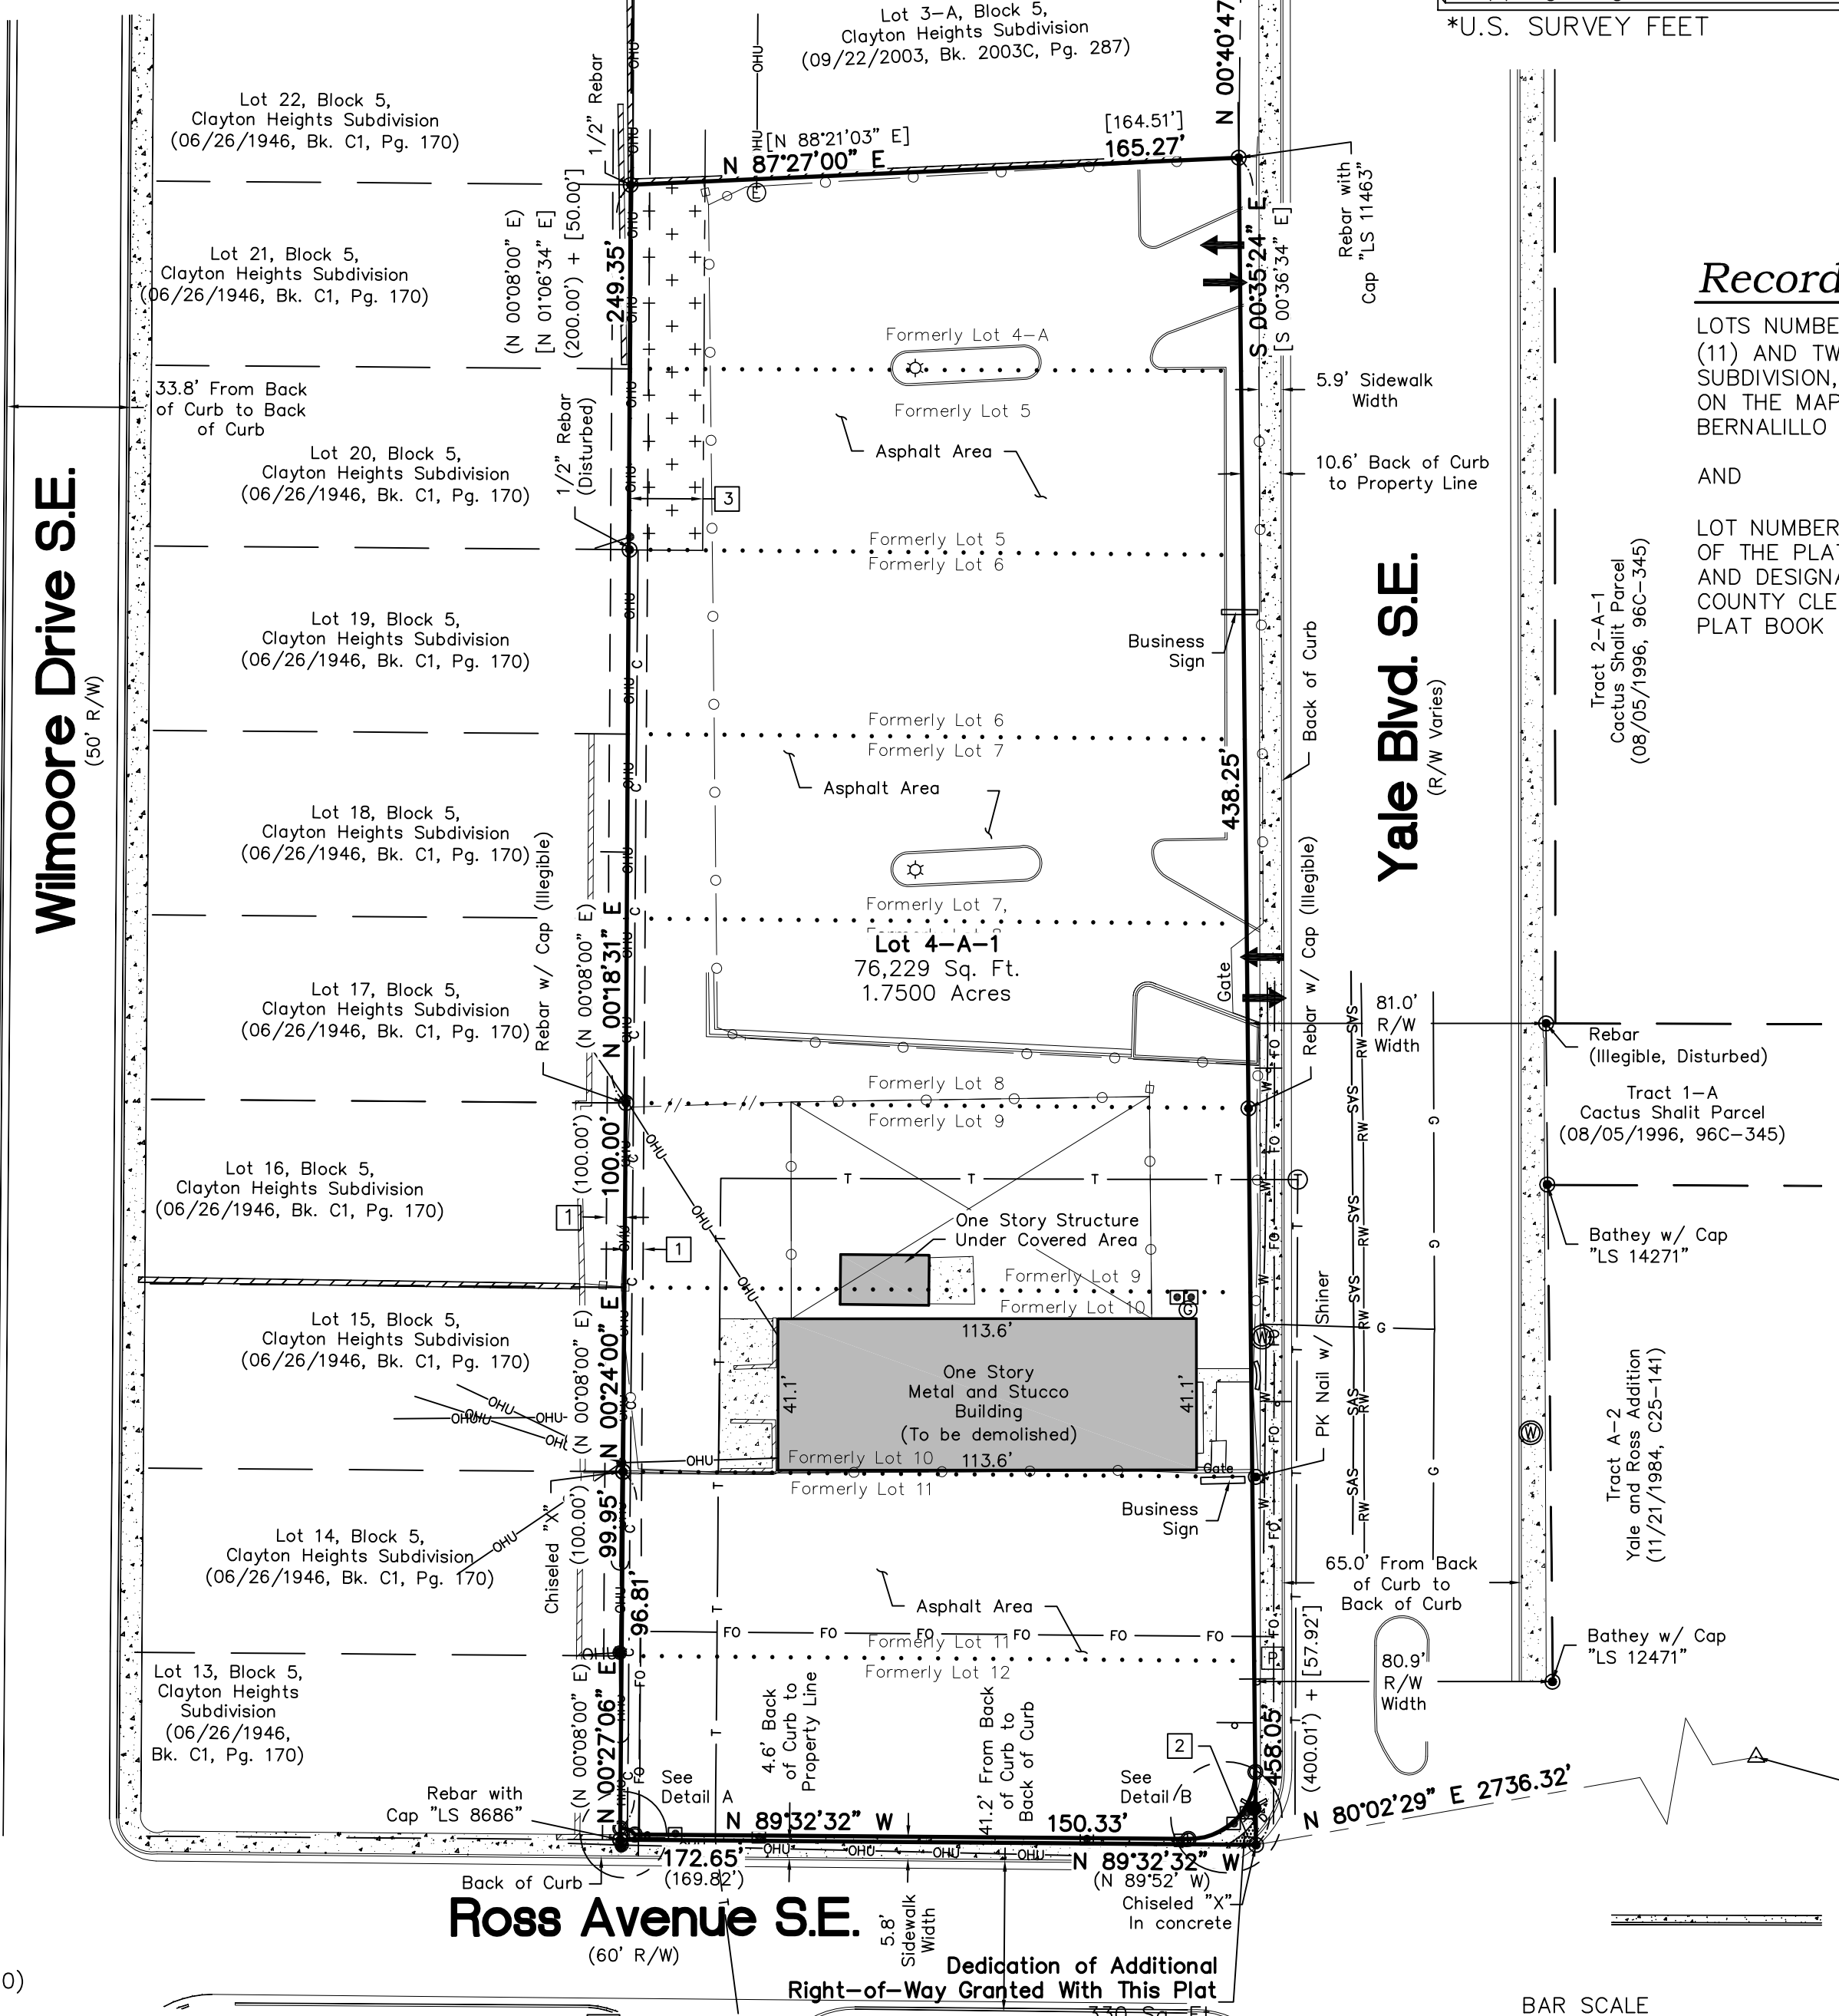 *U.S. SURVEY FEET
Lot 3-A, Block 5,
Clayton Heights Subdivision
(09/22/2003, Bk. 2003C, Pg. 287)
N 00°40'47
1/2" Rebar
[N 88°21'03" E]
N 87°27'00" E
[164.51']
165.27'
Rebar with
Cap "LS 11463"
Lot 22, Block 5,
Clayton Heights Subdivision
(06/26/1946, Bk. C1, Pg. 170)
Lot 21, Block 5,
Clayton Heights Subdivision
(06/26/1946, Bk. C1, Pg. 170)
33.8' From Back
of Curb to Back
of Curb
Lot 20, Block 5,
Clayton Heights Subdivision
(06/26/1946, Bk. C1, Pg. 170)
Lot 19, Block 5,
Clayton Heights Subdivision
(06/26/1946, Bk. C1, Pg. 170)
Lot 18, Block 5,
Clayton Heights Subdivision
(06/26/1946, Bk. C1, Pg. 170)
Lot 17, Block 5,
Clayton Heights Subdivision
(06/26/1946, Bk. C1, Pg. 170)
Lot 16, Block 5,
Clayton Heights Subdivision
(06/26/1946, Bk. C1, Pg. 170)
Lot 15, Block 5,
Clayton Heights Subdivision
(06/26/1946, Bk. C1, Pg. 170)
Lot 14, Block 5,
Clayton Heights Subdivision
(06/26/1946, Bk. C1, Pg. 170)
Lot 13, Block 5,
Clayton Heights
Subdivision
(06/26/1946,
Bk. C1, Pg. 170)
Wilmoore Drive S.E.
(50' R/W)
(N 00°08'00" E)
[N 01°06'34" E]
(200.00') + [50.00']
249.35'
1/2" Rebar
(Disturbed)
3
Rebar w/ Cap (Illegible)
(N 00°08'00" E)
N 00°18'31" E
(100.00')
100.00'
1
1
(N 00°08'00" E)
N 00°24'00" E
Chiseled "X"
(100.00')
99.95'
96.81'
(N 00°08'00" E)
N 00°27'06" E
Formerly Lot 4-A
Formerly Lot 5
Asphalt Area
Formerly Lot 5
Formerly Lot 6
Business
Sign
Formerly Lot 6
Formerly Lot 7
Asphalt Area
Formerly Lot 7,
Lot 4-A-1
76,229 Sq. Ft.
1.7500 Acres
Gate
Formerly Lot 8
Formerly Lot 9
One Story Structure
Under Covered Area
Formerly Lot 9
Formerly Lot 10
113.6'
41.1'
One Story
Metal and Stucco
Building
(To be demolished)
41.1'
Formerly Lot 10
113.6'
Gate
Formerly Lot 11
Business
Sign
Asphalt Area
FO FO FO FO FO FO
Formerly Lot 11
Formerly Lot 12
S 00°35'24" E
[S 00°36'34" E]
5.9' Sidewalk
Width
10.6' Back of Curb
to Property Line
Back of Curb
438.25'
Yale Blvd. S.E.
(R/W Varies)
Rebar w/ Cap (Illegible)
81.0'
R/W
Width
PK Nail w/ Shiner
65.0' From Back
of Curb to
Back of Curb
80.9'
R/W
Width
458.05'
(400.01') + [57.92']
Tract 2-A-1
Cactus Shalit Parcel
(08/05/1996, 96C-345)
Rebar
(Illegible, Disturbed)
Tract 1-A
Cactus Shalit Parcel
(08/05/1996, 96C-345)
Bathey w/ Cap
"LS 14271"
Tract A-2
Yale and Ross Addition
(11/21/1984, C25-141)
Bathey w/ Cap
"LS 12471"
N 80°02'29" E 2736.32'
Record
LOTS NUMBE
(11) AND TW
SUBDIVISION,
ON THE MAP
BERNALILLO
AND
LOT NUMBER
OF THE PLAT
AND DESIGNA
COUNTY CLE
PLAT BOOK
Rebar with
Cap "LS 8686"
See
Detail A
4.6' Back
of Curb to
Property Line
41.2' From Back
of Curb to
Back of Curb
See
Detail B
2
N 89°32'32" W
150.33'
172.65'
(169.82')
N 89°32'32" W
(N 89°52' W)
Back of Curb
Chiseled "X"
In concrete
Ross Avenue S.E.
(60' R/W)
5.8'
Sidewalk
Width
Dedication of Additional
Right-of-Way Granted With This Plat
330 Sq. Ft.
0)
BAR SCALE